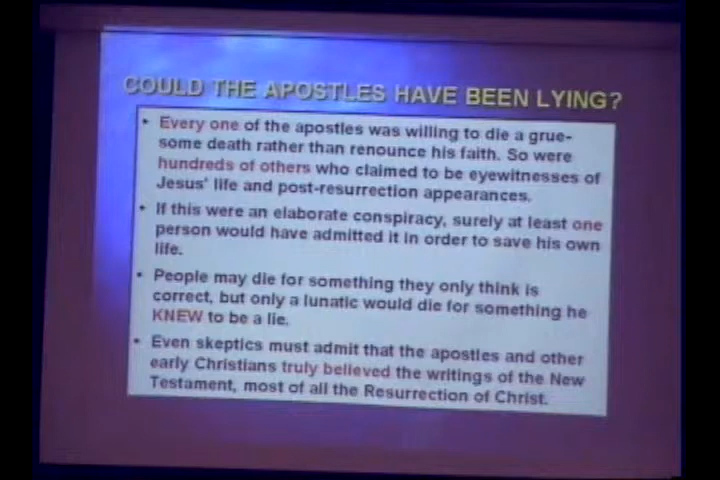 COULD THE APOSTLES HAVE BEEN LYING?
• Every one of the apostles was willing to die a grue-
some death rather than renounce his faith. So were
hundreds of others who claimed to be eyewitnesses of
Jesus' life and post-resurrection appearances.
• If this were an elaborate conspiracy, surely at least one
person would have admitted it in order to save his own
life.
• People may die for something they only think is
correct, but only a lunatic would die for something he
KNEW to be a lie.
• Even skeptics must admit that the apostles and other
early Christians truly believed the writings of the New
Testament, most of all the Resurrection of Christ.